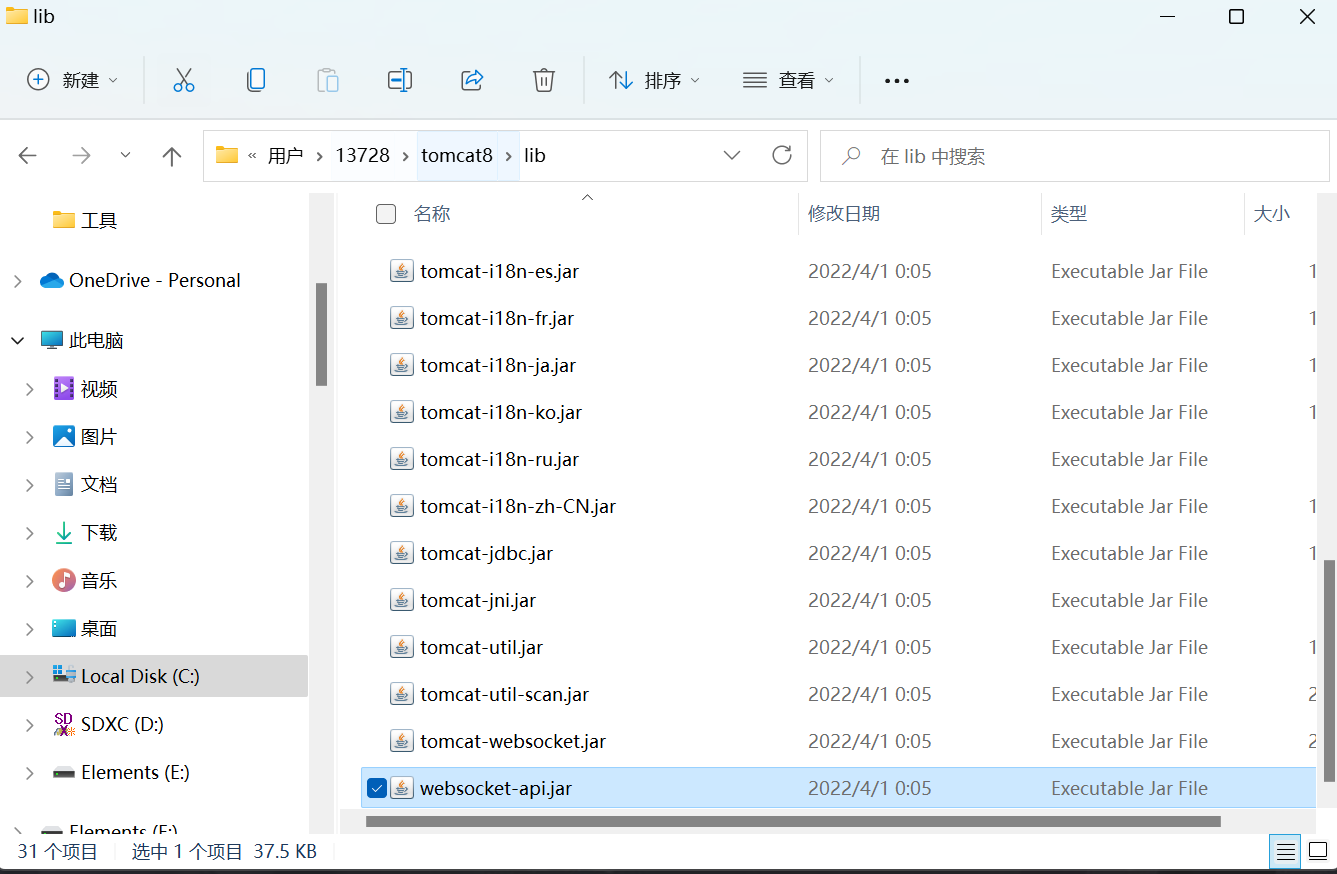 lib
新建
排序
查看
« 用户 › 13728 › tomcat8 › lib
在 lib 中搜索
工具
OneDrive - Personal
此电脑
视频
图片
文档
下载
音乐
桌面
Local Disk (C:)
SDXC (D:)
Elements (E:)
Elements (F:)
名称 修改日期 类型 大小
tomcat-i18n-es.jar 2022/4/1 0:05 Executable Jar File 1
tomcat-i18n-fr.jar 2022/4/1 0:05 Executable Jar File 1
tomcat-i18n-ja.jar 2022/4/1 0:05 Executable Jar File 1
tomcat-i18n-ko.jar 2022/4/1 0:05 Executable Jar File 1
tomcat-i18n-ru.jar 2022/4/1 0:05 Executable Jar File
tomcat-i18n-zh-CN.jar 2022/4/1 0:05 Executable Jar File 1
tomcat-jdbc.jar 2022/4/1 0:05 Executable Jar File 1
tomcat-jni.jar 2022/4/1 0:05 Executable Jar File
tomcat-util.jar 2022/4/1 0:05 Executable Jar File 1
tomcat-util-scan.jar 2022/4/1 0:05 Executable Jar File 2
tomcat-websocket.jar 2022/4/1 0:05 Executable Jar File 2
websocket-api.jar 2022/4/1 0:05 Executable Jar File
31 个项目 选中 1 个项目 37.5 KB